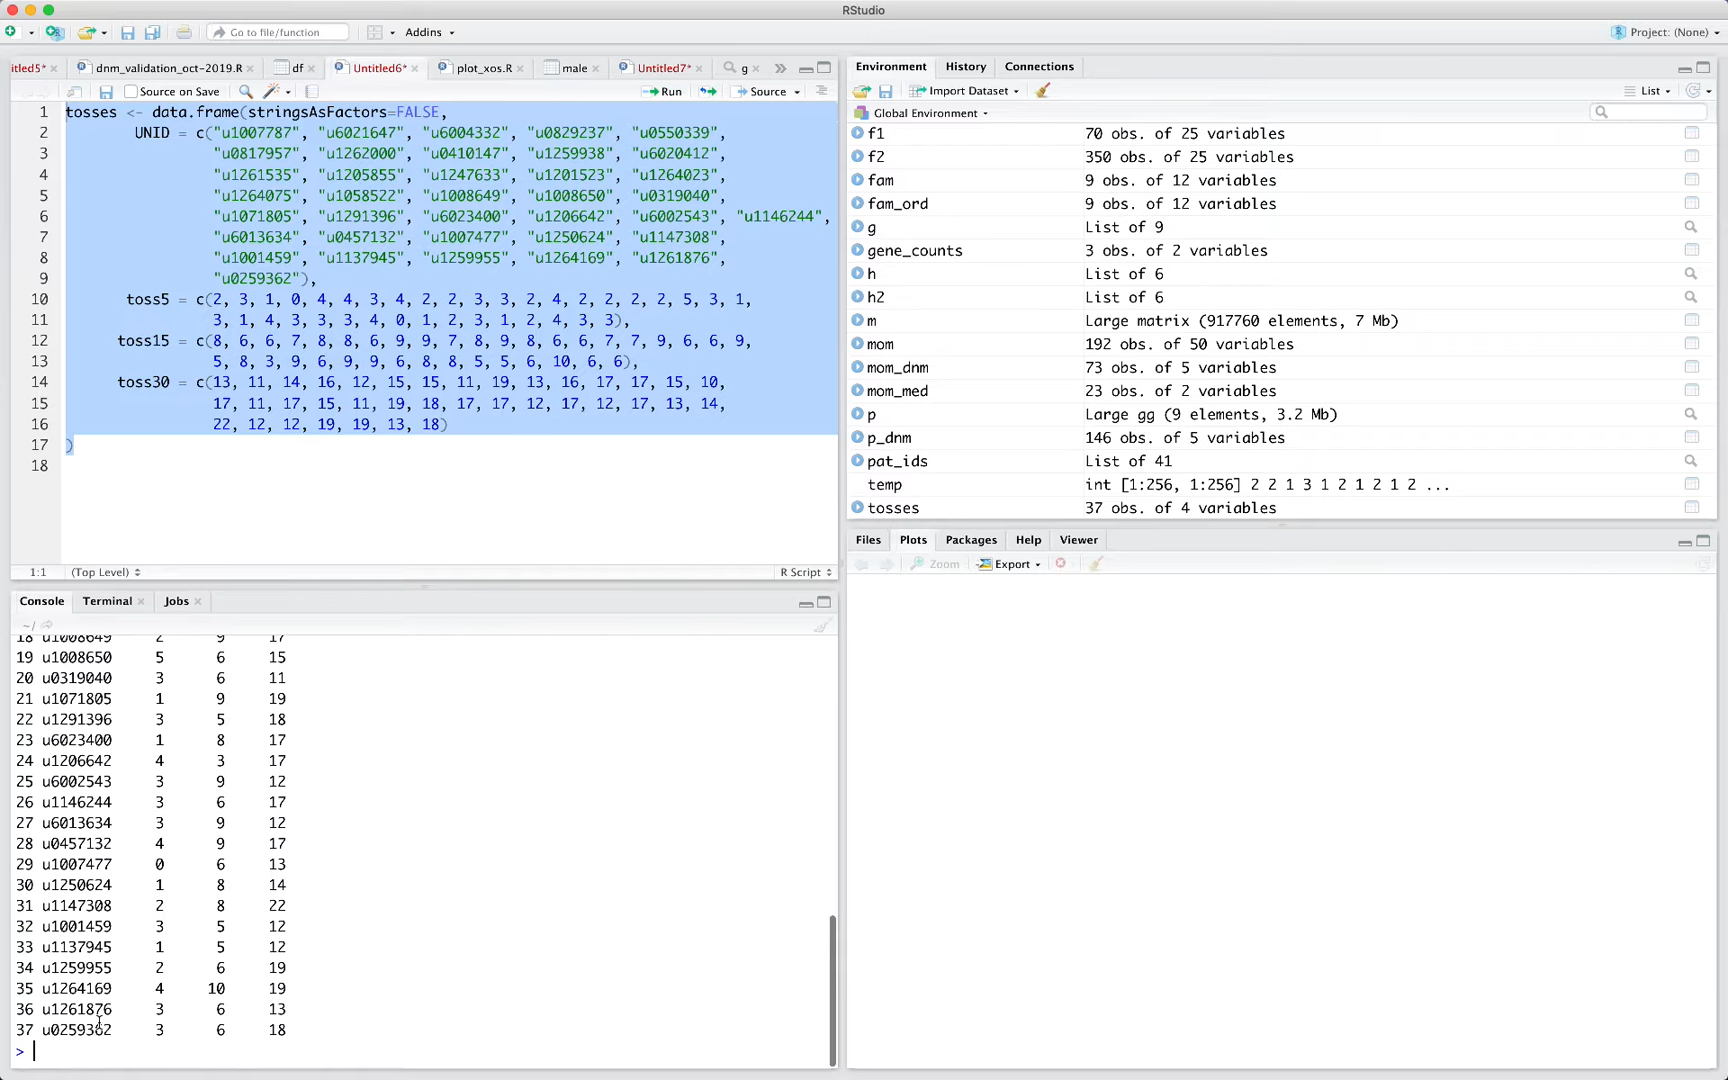 RStudio
Go to file/function
Addins
Project: (None)
itled5*
dnm_validation_oct-2019.R
df
Untitled6*
plot_xos.R
male
Untitled7*
g
Source on Save
Run
Source
1 tosses <- data.frame(stringsAsFactors=FALSE,
2 UNID = c("u1007787", "u6021647", "u6004332", "u0829237", "u0550339",
3 "u0817957", "u1262000", "u0410147", "u1259938", "u6020412",
4 "u1261535", "u1205855", "u1247633", "u1201523", "u1264023",
5 "u1264075", "u1058522", "u1008649", "u1008650", "u0319040",
6 "u1071805", "u1291396", "u6023400", "u1206642", "u6002543", "u1146244",
7 "u6013634", "u0457132", "u1007477", "u1250624", "u1147308",
8 "u1001459", "u1137945", "u1259955", "u1264169", "u1261876",
9 "u0259362"),
10 toss5 = c(2, 3, 1, 0, 4, 4, 3, 4, 2, 2, 3, 3, 2, 4, 2, 2, 2, 2, 5, 3, 1,
11 3, 1, 4, 3, 3, 3, 4, 0, 1, 2, 3, 1, 2, 4, 3, 3),
12 toss15 = c(8, 6, 6, 7, 8, 8, 6, 9, 9, 7, 8, 9, 8, 6, 6, 7, 7, 9, 6, 6, 9,
13 5, 8, 3, 9, 6, 9, 9, 6, 8, 8, 5, 5, 6, 10, 6, 6),
14 toss30 = c(13, 11, 14, 16, 12, 15, 15, 11, 19, 13, 16, 17, 17, 15, 10,
15 17, 11, 17, 15, 11, 19, 18, 17, 17, 12, 17, 12, 17, 13, 14,
16 22, 12, 12, 19, 19, 13, 18)
17 )
18
1:1 (Top Level) R Script
Console Terminal Jobs
~/
18 u1008649 2 9 17
19 u1008650 5 6 15
20 u0319040 3 6 11
21 u1071805 1 9 19
22 u1291396 3 5 18
23 u6023400 1 8 17
24 u1206642 4 3 17
25 u6002543 3 9 12
26 u1146244 3 6 17
27 u6013634 3 9 12
28 u0457132 4 9 17
29 u1007477 0 6 13
30 u1250624 1 8 14
31 u1147308 2 8 22
32 u1001459 3 5 12
33 u1137945 1 5 12
34 u1259955 2 6 19
35 u1264169 4 10 19
36 u1261876 3 6 13
37 u0259362 3 6 18
>
Environment History Connections
Import Dataset
List
Global Environment
f1 70 obs. of 25 variables
f2 350 obs. of 25 variables
fam 9 obs. of 12 variables
fam_ord 9 obs. of 12 variables
g List of 9
gene_counts 3 obs. of 2 variables
h List of 6
h2 List of 6
m Large matrix (917760 elements, 7 Mb)
mom 192 obs. of 50 variables
mom_dnm 73 obs. of 5 variables
mom_med 23 obs. of 2 variables
p Large gg (9 elements, 3.2 Mb)
p_dnm 146 obs. of 5 variables
pat_ids List of 41
temp int [1:256, 1:256] 2 2 1 3 1 2 1 2 1 2 ...
tosses 37 obs. of 4 variables
Files Plots Packages Help Viewer
Zoom Export